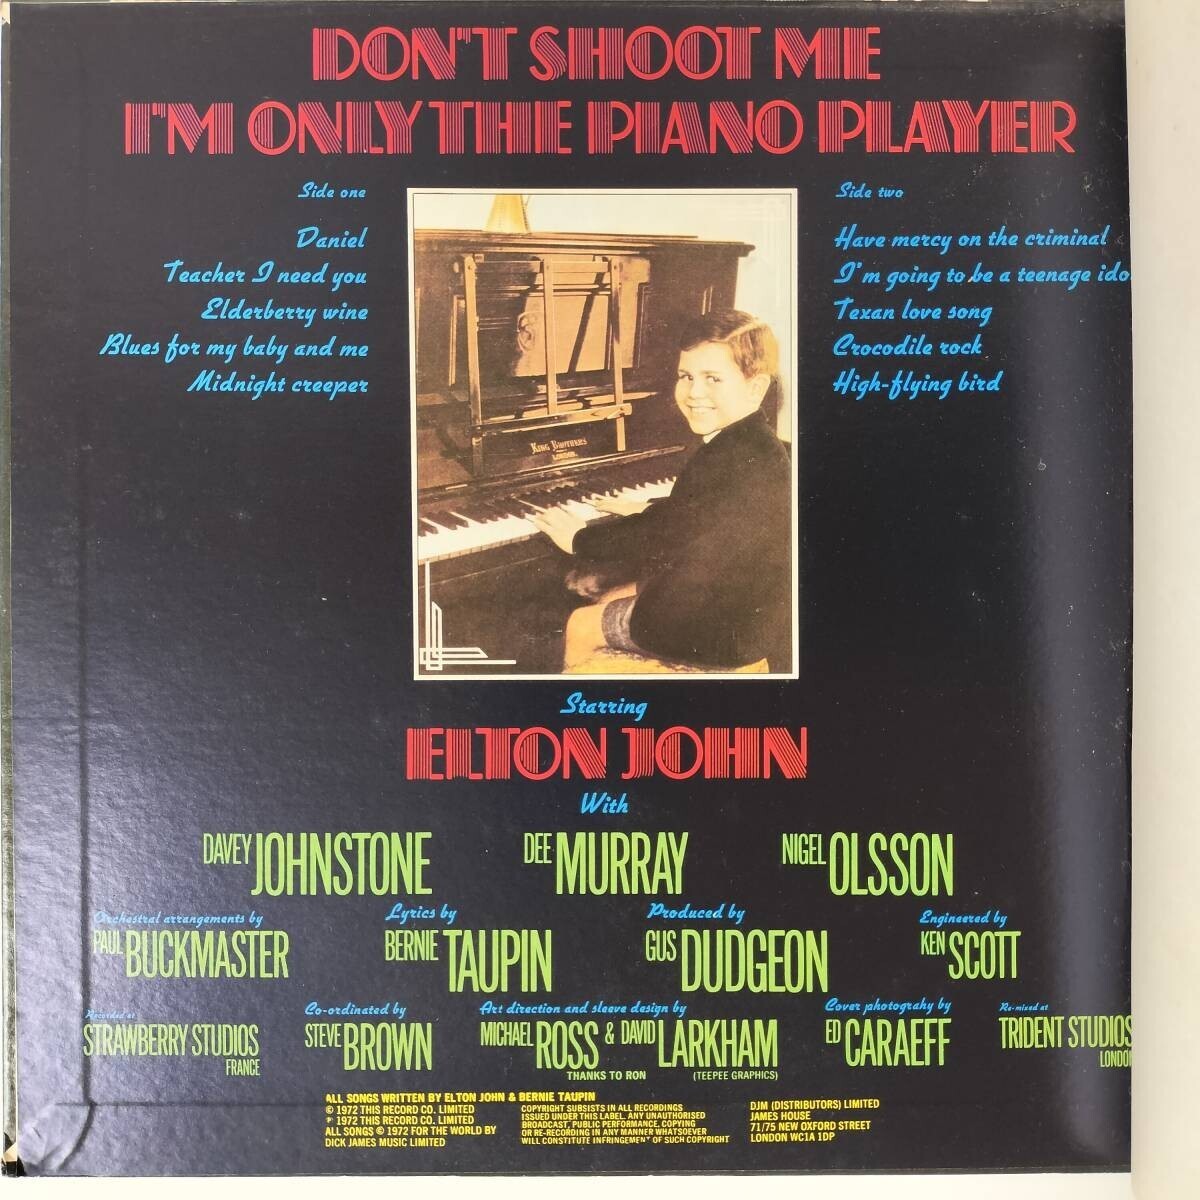 DON'T SHOOT ME
I'M ONLY THE PIANO PLAYER
Side one
Daniel
Teacher I need you
Elderberry wine
Blues for my baby and me
Midnight creeper
Side two
Have mercy on the criminal
I'm going to be a teenage ido
Texan love song
Crocodile rock
High-flying bird
KING BROTHERS
LONDON.
Starring
ELTON JOHN
With
DAVEY JOHNSTONE
DEE MURRAY
NIGEL OLSSON
Orchestral arrangements by
PAUL BUCKMASTER
Lyrics by
BERNIE TAUPIN
Produced by
GUS DUDGEON
Engineered by
KEN SCOTT
Recorded at
STRAWBERRY STUDIOS
FRANCE
Co-ordinated by
STEVE BROWN
Art direction and sleeve design by
MICHAEL ROSS & DAVID LARKHAM
THANKS TO RON
(TEEPEE GRAPHICS)
Cover photograhy by
ED CARAEFF
Re-mixed at
TRIDENT STUDIOS
LONDON
ALL SONGS WRITTEN BY ELTON JOHN & BERNIE TAUPIN
© 1972 THIS RECORD CO. LIMITED
℗ 1972 THIS RECORD CO. LIMITED
ALL SONGS © 1972 FOR THE WORLD BY
DICK JAMES MUSIC LIMITED
COPYRIGHT SUBSISTS IN ALL RECORDINGS
ISSUED UNDER THIS LABEL. ANY UNAUTHORISED
BROADCAST, PUBLIC PERFORMANCE, COPYING
OR RE-RECORDING IN ANY MANNER WHATSOEVER
WILL CONSTITUTE INFRINGEMENT OF SUCH COPYRIGHT
DJM (DISTRIBUTORS) LIMITED
JAMES HOUSE
71/75 NEW OXFORD STREET
LONDON WC1A 1DP